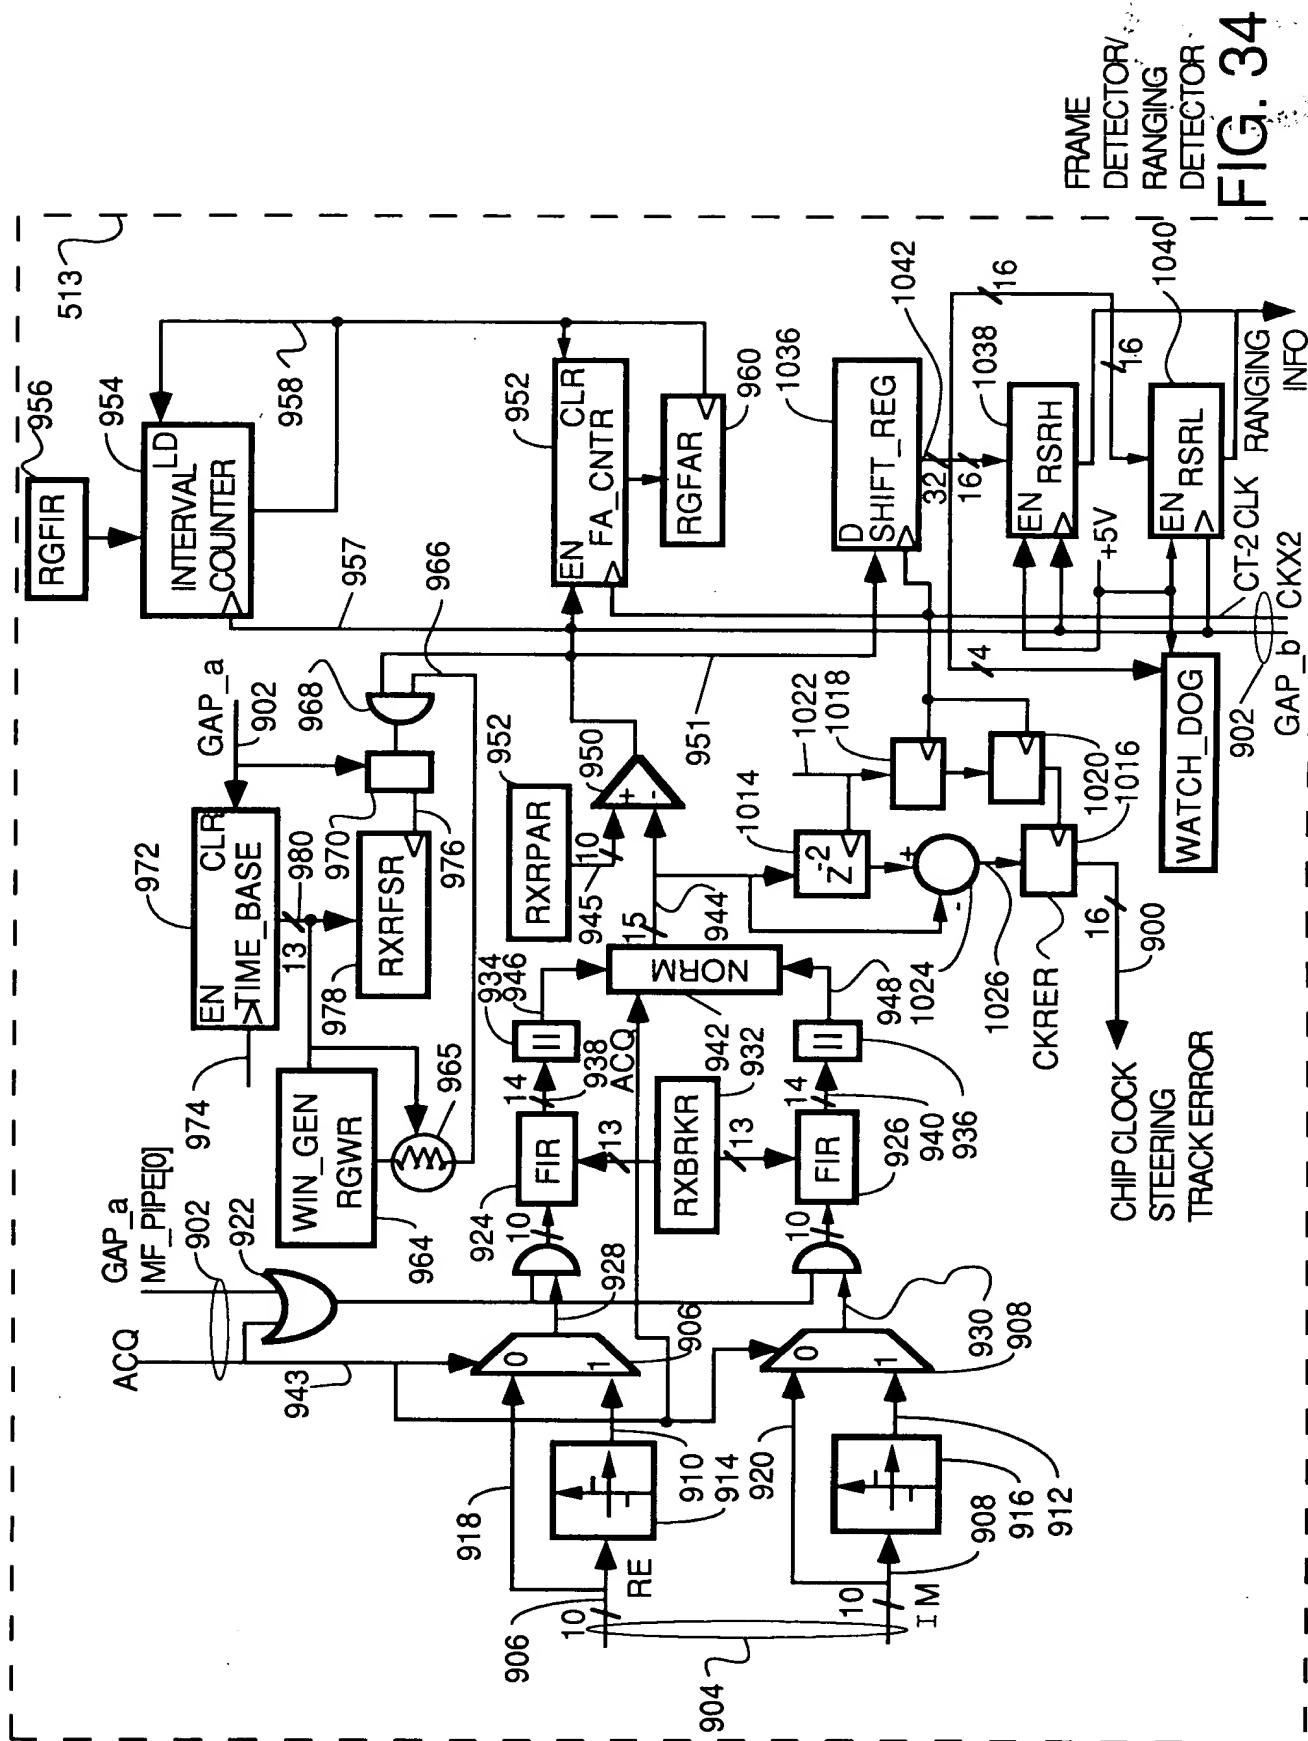 FRAME
DETECTOR/
RANGING
DETECTOR
FIG. 34
513
956
RGFIR
954
LD
INTERVAL
COUNTER
958
957
966
952
CLR
EN
FA_CNTR
960
RGFAR
1036
D
SHIFT_REG
1042
32
16
16
1038
EN
RSRH
16
1040
EN
RSRL
+5V
RANGING
INFO
CT-2 CLK
CKX2
GAP_b
902
4
WATCH_DOG
GAP_a
902
968
970
972
CLR
EN
TIME_BASE
980
13
976
978
RXRFSR
974
965
WIN_GEN
RGWR
964
952
RXRPAR
950
+
-
10
945
951
944
15
NORM
942
1022
1018
1014
Z-2
1020
1016
+
-
1024
1026
CKRER
16
900
CHIP CLOCK
STEERING
TRACK ERROR
934
946
=
938
14
ACQ
FIR
924
10
13
932
RXBRKR
13
948
=
936
940
14
926
FIR
10
GAP_a
MF_PIPE[0]
902
922
ACQ
943
928
906
0
1
930
908
0
1
918
910
914
RE
10
906
920
912
916
908
10
IM
904